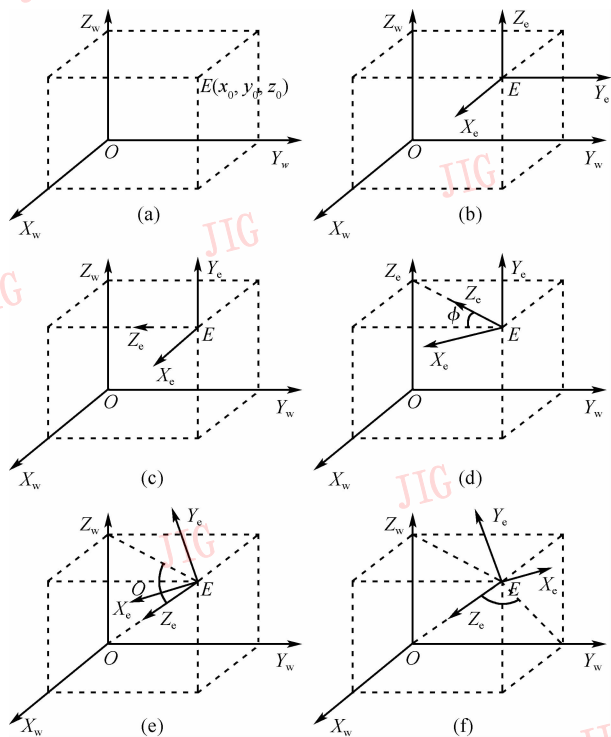 Z_w
E(x_0, y_0, z_0)
O
Y_w
X_w
(a)
Z_w
Z_e
E
Y_e
X_e
O
Y_w
X_w
(b)
JIG
JIG
JIG
Z_w
Y_e
Z_e
E
X_e
O
Y_w
X_w
(c)
Z_e
Y_e
Z_e
ϕ
E
X_e
O
Y_w
X_w
(d)
JIG
JIG
Z_w
Y_e
O
E
X_e
Z_e
O
Y_w
X_w
(e)
Z_w
Y_e
X_e
E
Z_e
O
Y_w
X_w
(f)